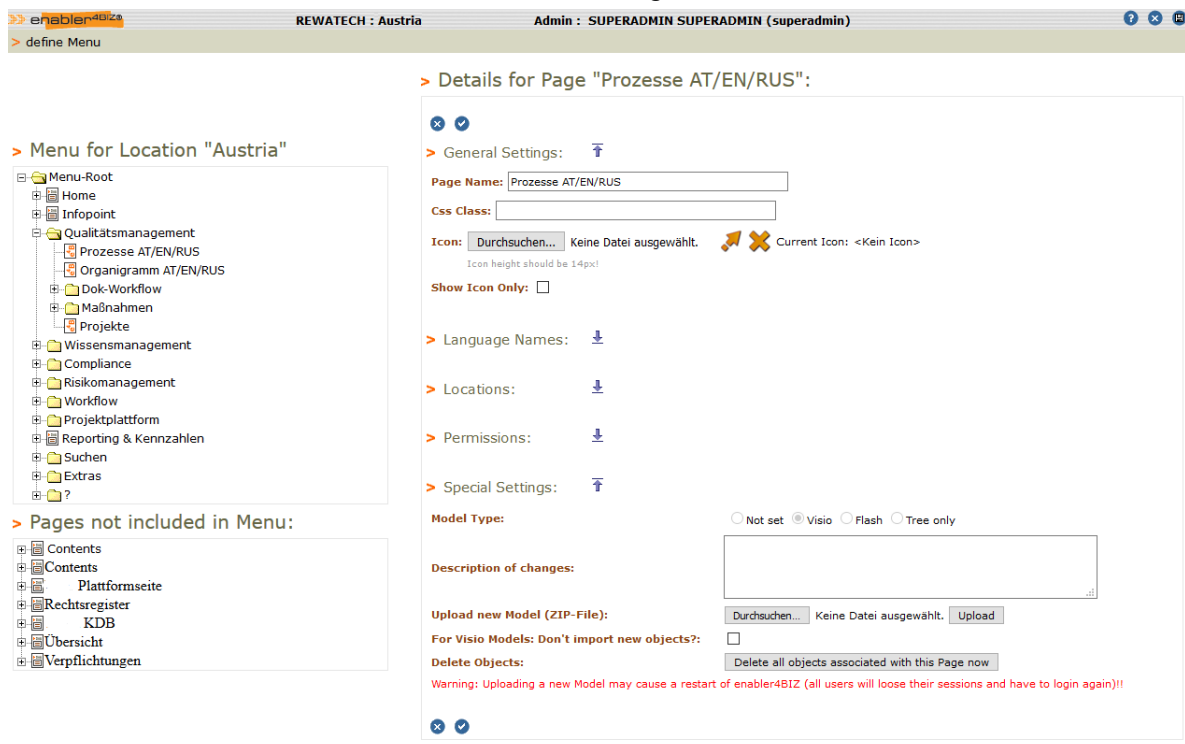 >> enabler4BIZ® REWATECH : Austria Admin : SUPERADMIN SUPERADMIN (superadmin)
> define Menu
> Menu for Location "Austria"
Menu-Root
Home
Infopoint
Qualitätsmanagement
Prozesse AT/EN/RUS
Organigramm AT/EN/RUS
Dok-Workflow
Maßnahmen
Projekte
Wissensmanagement
Compliance
Risikomanagement
Workflow
Projektplattform
Reporting & Kennzahlen
Suchen
Extras
?
> Pages not included in Menu:
Contents
Contents
Plattformseite
Rechtsregister
KDB
Übersicht
Verpflichtungen
> Details for Page "Prozesse AT/EN/RUS":
> General Settings:
Page Name: Prozesse AT/EN/RUS
Css Class:
Icon: Durchsuchen... Keine Datei ausgewählt. Current Icon: <Kein Icon>
Icon height should be 14px!
Show Icon Only:
> Language Names:
> Locations:
> Permissions:
> Special Settings:
Model Type: Not set Visio Flash Tree only
Description of changes:
Upload new Model (ZIP-File): Durchsuchen... Keine Datei ausgewählt. Upload
For Visio Models: Don't import new objects?:
Delete Objects: Delete all objects associated with this Page now
Warning: Uploading a new Model may cause a restart of enabler4BIZ (all users will loose their sessions and have to login again)!!